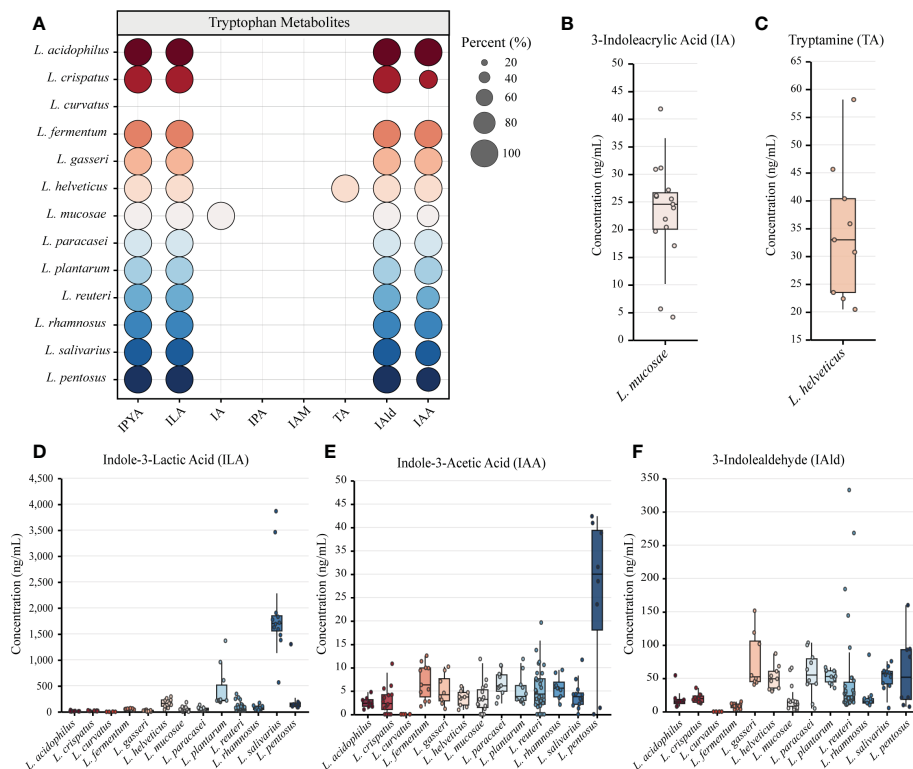 A
Tryptophan Metabolites
L. acidophilus
L. crispatus
L. curvatus
L. fermentum
L. gasseri
L. helveticus
L. mucosae
L. paracasei
L. plantarum
L. reuteri
L. rhamnosus
L. salivarius
L. pentosus
IPYA
ILA
IA
IPA
IAM
TA
IAld
IAA
Percent (%)
20
40
60
80
100
B
3-Indoleacrylic Acid (IA)
Concentration (ng/mL)
50
45
40
35
30
25
20
15
10
5
0
L. mucosae
C
Tryptamine (TA)
Concentration (ng/mL)
65
60
55
50
45
40
35
30
25
20
15
L. helveticus
D
Indole-3-Lactic Acid (ILA)
Concentration (ng/mL)
4,500
4,000
3,500
3,000
2,500
2,000
1,500
1,000
500
0
L. acidophilus
L. crispatus
L. curvatus
L. fermentum
L. gasseri
L. helveticus
L. mucosae
L. paracasei
L. plantarum
L. reuteri
L. rhamnosus
L. salivarius
L. pentosus
E
Indole-3-Acetic Acid (IAA)
Concentration (ng/mL)
50
45
40
35
30
25
20
15
10
5
0
L. acidophilus
L. crispatus
L. curvatus
L. fermentum
L. gasseri
L. helveticus
L. mucosae
L. paracasei
L. plantarum
L. reuteri
L. rhamnosus
L. salivarius
L. pentosus
F
3-Indolealdehyde (IAld)
Concentration (ng/mL)
350
300
250
200
150
100
50
0
L. acidophilus
L. crispatus
L. curvatus
L. fermentum
L. gasseri
L. helveticus
L. mucosae
L. paracasei
L. plantarum
L. reuteri
L. rhamnosus
L. salivarius
L. pentosus